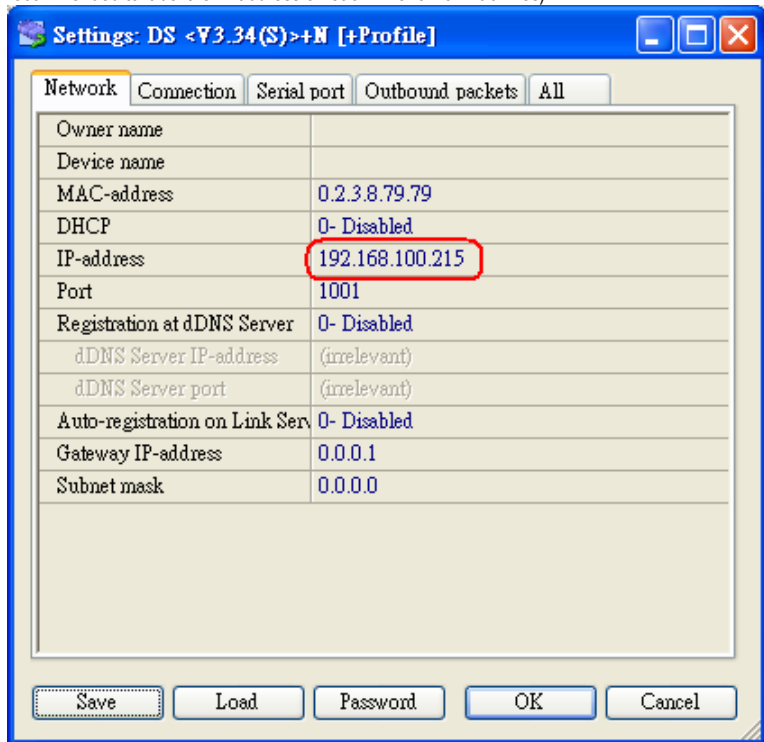 Settings: DS <V3.34(S)>+N [+Profile]
Network Connection Serial port Outbound packets All
Owner name
Device name
MAC-address 0.2.3.8.79.79
DHCP 0- Disabled
IP-address 192.168.100.215
Port 1001
Registration at dDNS Server 0- Disabled
dDNS Server IP-address (irrelevant)
dDNS Server port (irrelevant)
Auto-registration on Link Serv 0- Disabled
Gateway IP-address 0.0.0.1
Subnet mask 0.0.0.0
Save Load Password OK Cancel